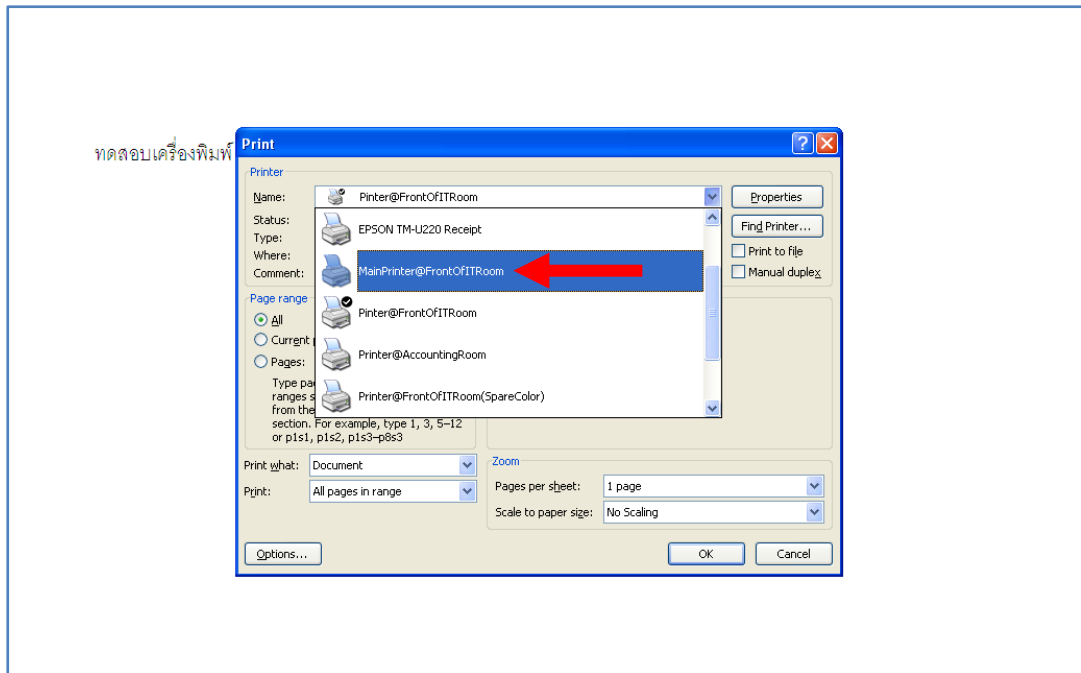 ทดสอบเครื่องพิมพ์
Print
Printer
Name:
Pinter@FrontOfITRoom
Properties
Status:
Type:
Where:
Comment:
Find Printer...
Print to file
Manual duplex
EPSON TM-U220 Receipt
MainPrinter@FrontOfITRoom
Pinter@FrontOfITRoom
Printer@AccountingRoom
Printer@FrontOfITRoom(SpareColor)
Page range
All
Current
Pages:
Type
ranges
from the
section. For example, type 1, 3, 5–12
or p1s1, p1s2, p1s3–p8s3
Print what:
Document
Print:
All pages in range
Zoom
Pages per sheet:
1 page
Scale to paper size:
No Scaling
Options...
OK
Cancel